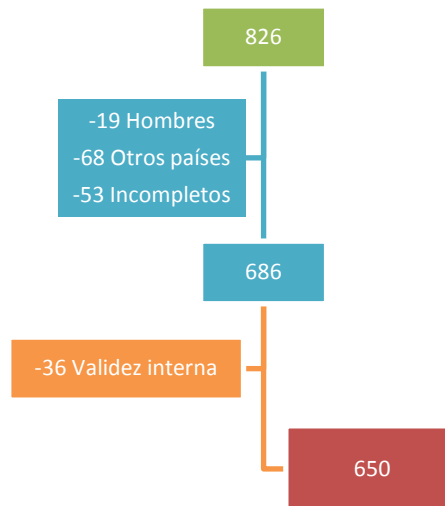 826
-19 Hombres
-68 Otros países
-53 Incompletos
686
-36 Validez interna
650